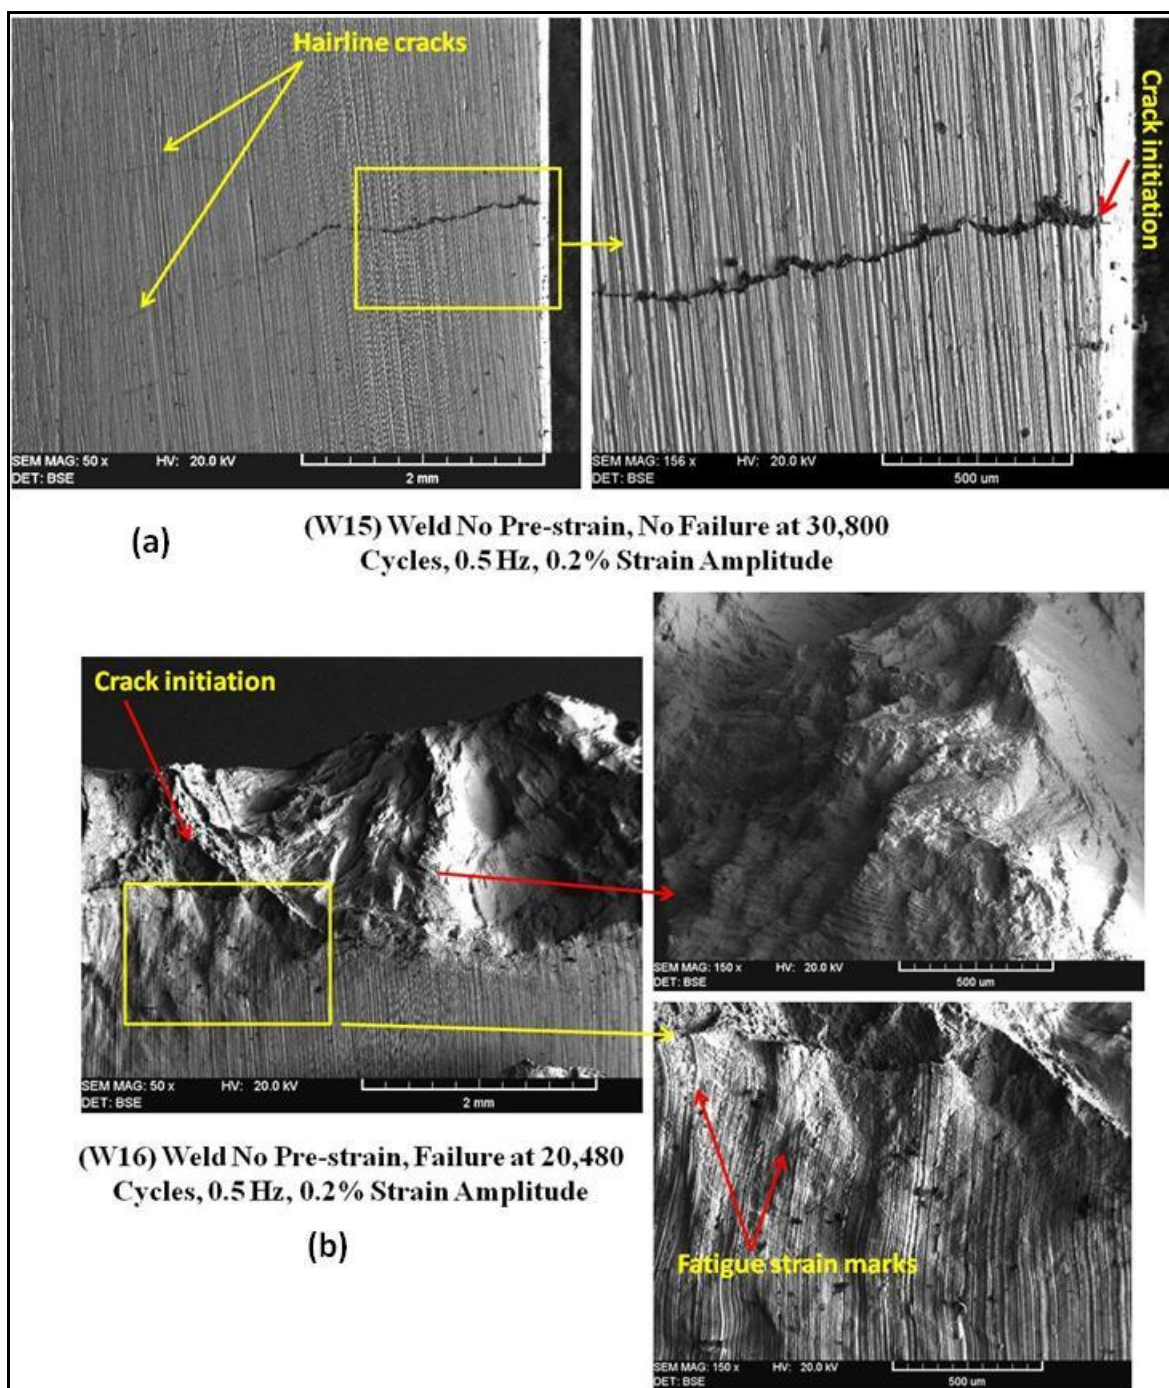 Hairline cracks
Crack initiation
SEM MAG: 50 x HV: 20.0 kV
DET: BSE
2 mm
SEM MAG: 156 x HV: 20.0 kV
DET: BSE
500 um
(a)
(W15) Weld No Pre-strain, No Failure at 30,800
Cycles, 0.5 Hz, 0.2% Strain Amplitude
Crack initiation
SEM MAG: 50 x HV: 20.0 kV
DET: BSE
2 mm
SEM MAG: 150 x HV: 20.0 kV
DET: BSE
500 um
(W16) Weld No Pre-strain, Failure at 20,480
Cycles, 0.5 Hz, 0.2% Strain Amplitude
(b)
Fatigue strain marks
SEM MAG: 150 x HV: 20.0 kV
DET: BSE
500 um